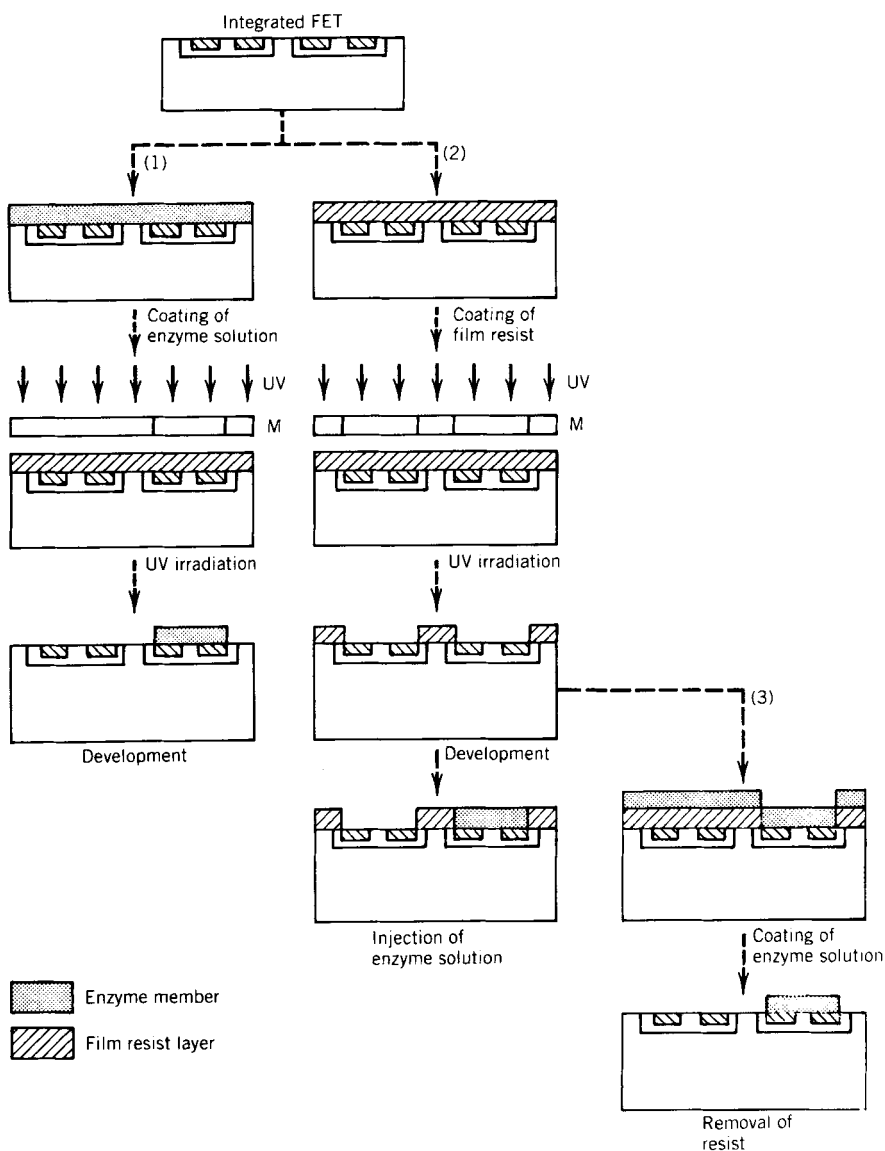 Integrated FET
(1)
(2)
Coating of
enzyme solution
Coating of
film resist
UV
UV
M
M
UV irradiation
UV irradiation
Development
Development
(3)
Injection of
enzyme solution
Coating of
enzyme solution
Enzyme member
Film resist layer
Removal of
resist